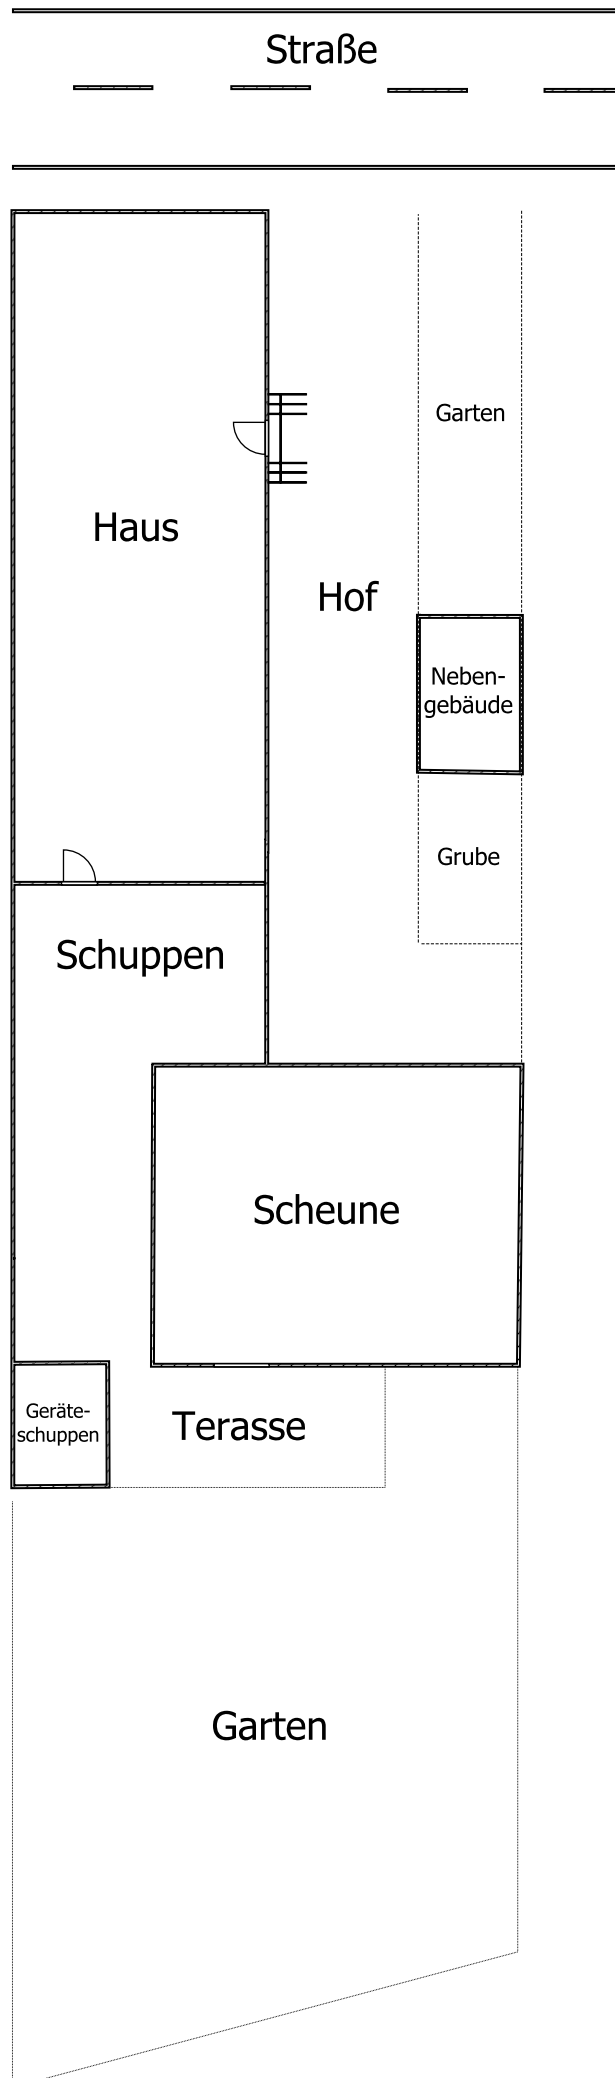 Straße
Garten
Haus
Hof
Neben-
gebäude
Grube
Schuppen
Scheune
Geräte-
schuppen
Terasse
Garten